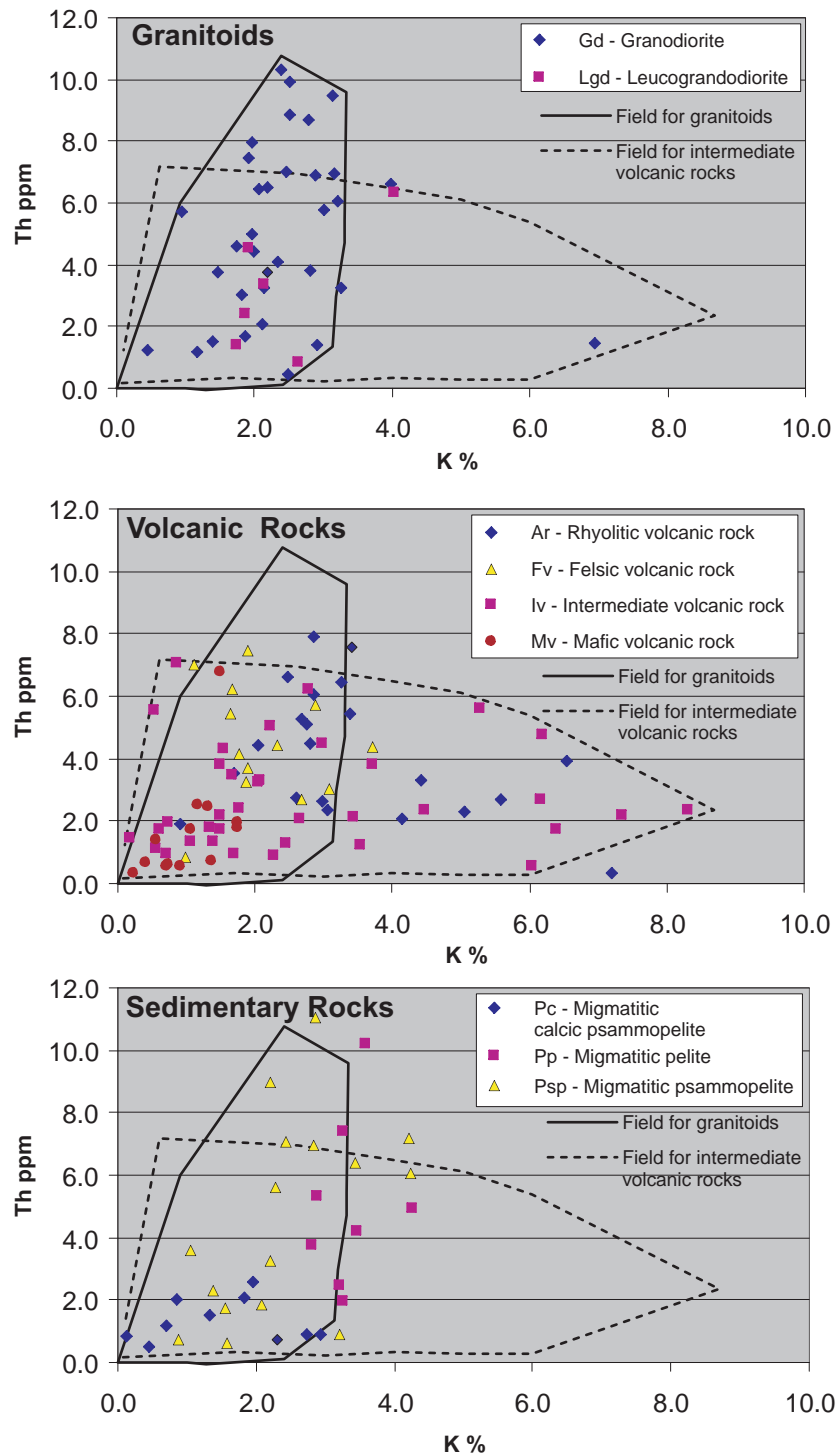 Granitoids
12.0
10.0
8.0
6.0
4.0
2.0
0.0
Th ppm
Gd - Granodiorite
Lgd - Leucograndodiorite
Field for granitoids
Field for intermediate
volcanic rocks
0.0 2.0 4.0 6.0 8.0 10.0
K %
Volcanic Rocks
12.0
10.0
8.0
6.0
4.0
2.0
0.0
Th ppm
Ar - Rhyolitic volcanic rock
Fv - Felsic volcanic rock
Iv - Intermediate volcanic rock
Mv - Mafic volcanic rock
Field for granitoids
Field for intermediate
volcanic rocks
0.0 2.0 4.0 6.0 8.0 10.0
K %
Sedimentary Rocks
12.0
10.0
8.0
6.0
4.0
2.0
0.0
Th ppm
Pc - Migmatitic
calcic psammopelite
Pp - Migmatitic pelite
Psp - Migmatitic psammopelite
Field for granitoids
Field for intermediate
volcanic rocks
0.0 2.0 4.0 6.0 8.0 10.0
K %